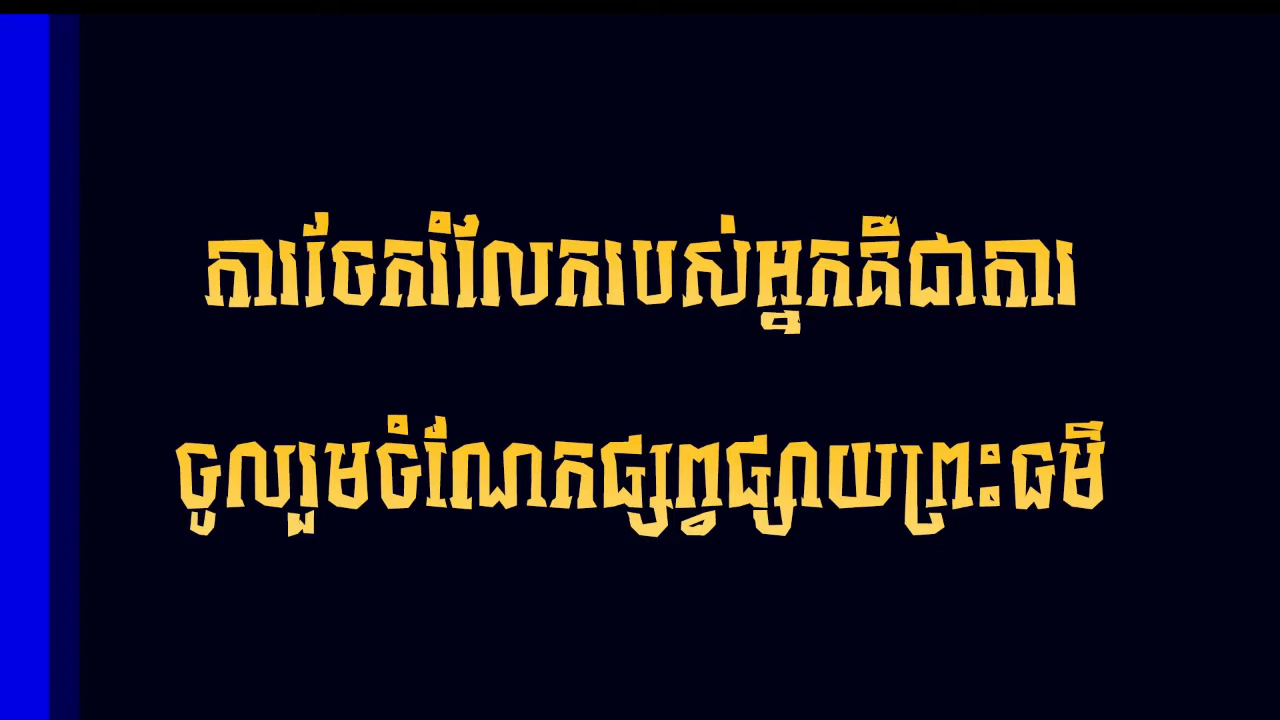 ការចែករំលែករបស់អ្នកគឺជាការ
ចូលរួមចំណែកផ្សព្វផ្សាយព្រះធម៌